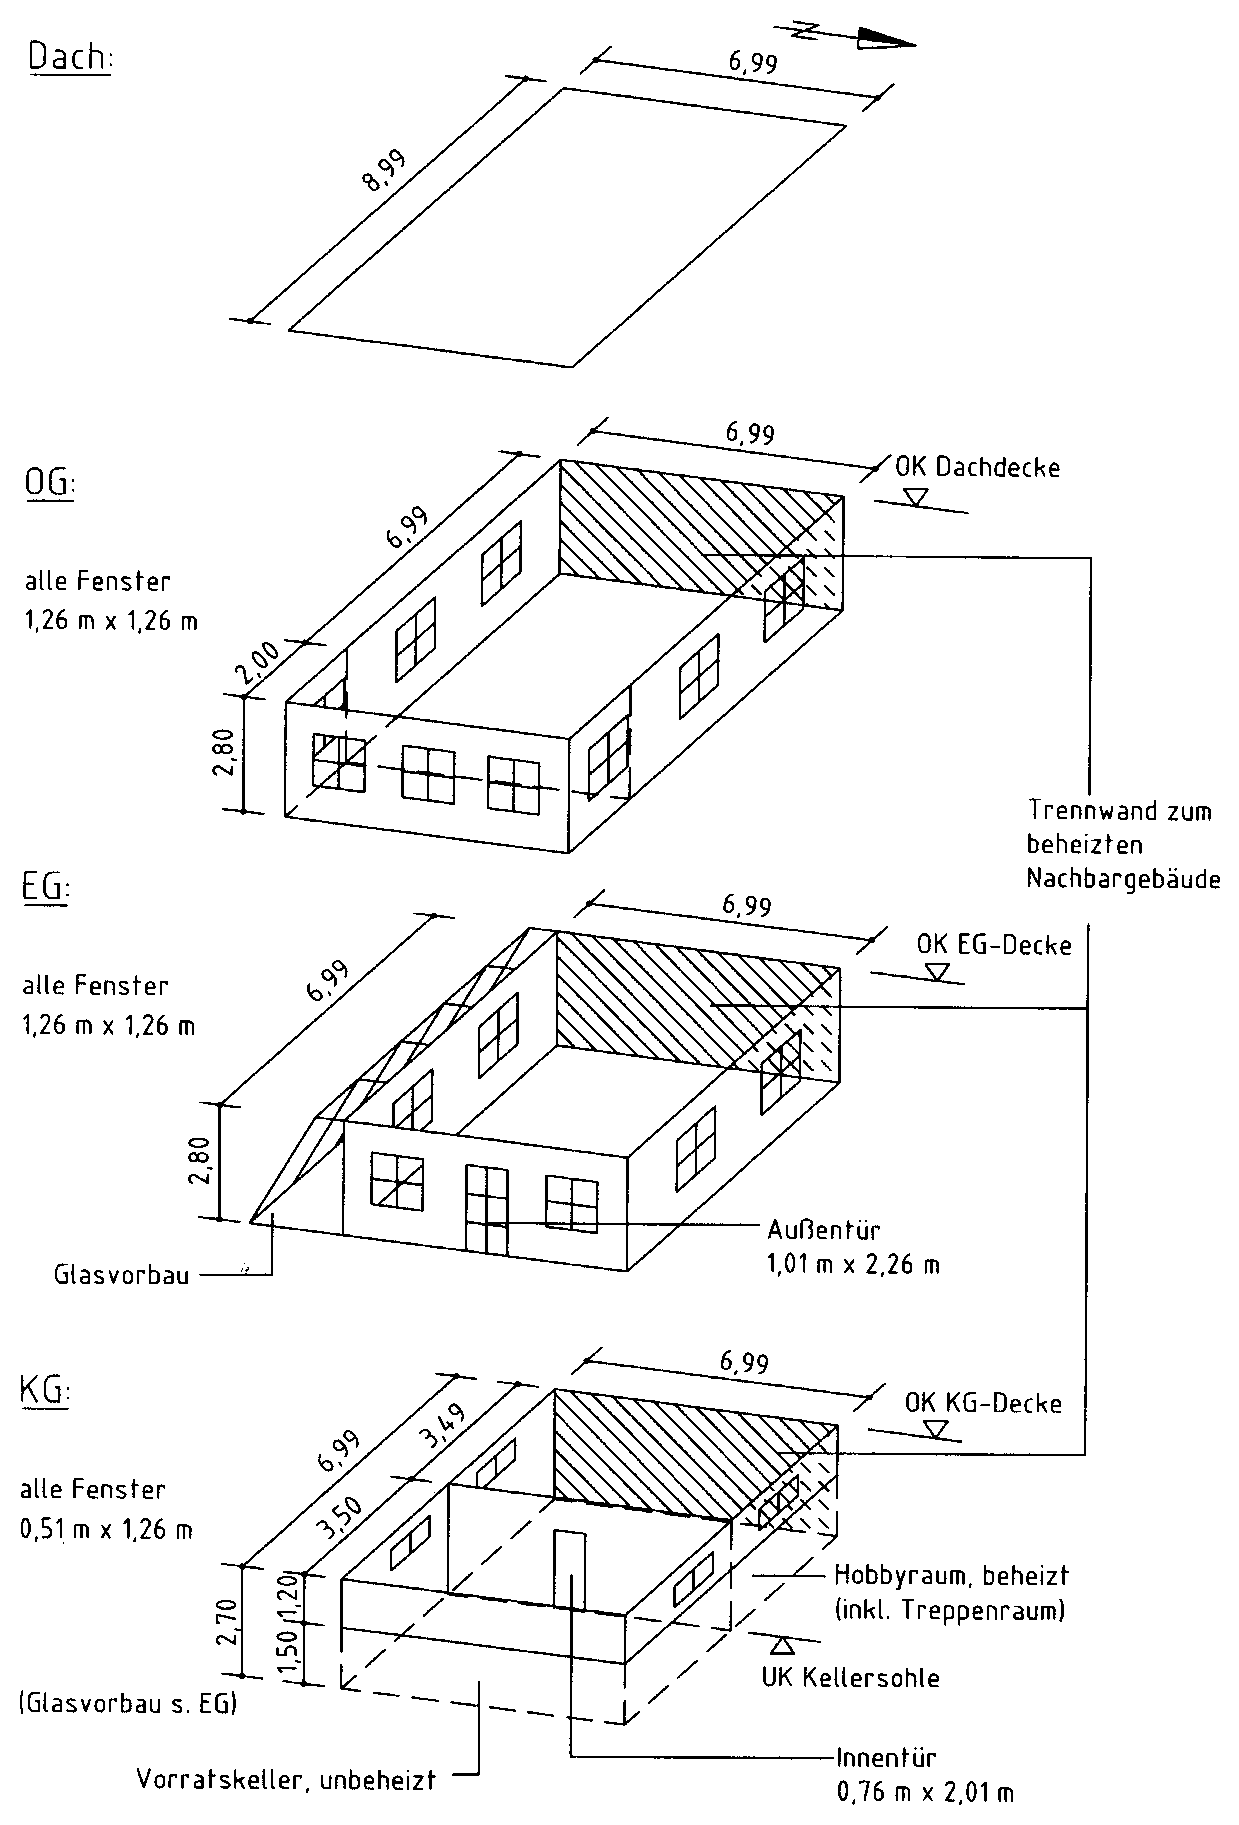 N
Dach:
6,99
8,99
6,99
OK Dachdecke
OG:
6,99
alle Fenster
1,26 m x 1,26 m
2,00
2,80
Trennwand zum
beheizten
Nachbargebäude
EG:
6,99
OK EG-Decke
6,99
alle Fenster
1,26 m x 1,26 m
2,80
Außentür
1,01 m x 2,26 m
Glasvorbau
KG:
6,99
OK KG-Decke
3,49
6,99
alle Fenster
0,51 m x 1,26 m
3,50
Hobbyraum, beheizt
(inkl. Treppenraum)
1,20
2,70
1,50
UK Kellersohle
(Glasvorbau s. EG)
Innentür
0,76 m x 2,01 m
Vorratskeller, unbeheizt